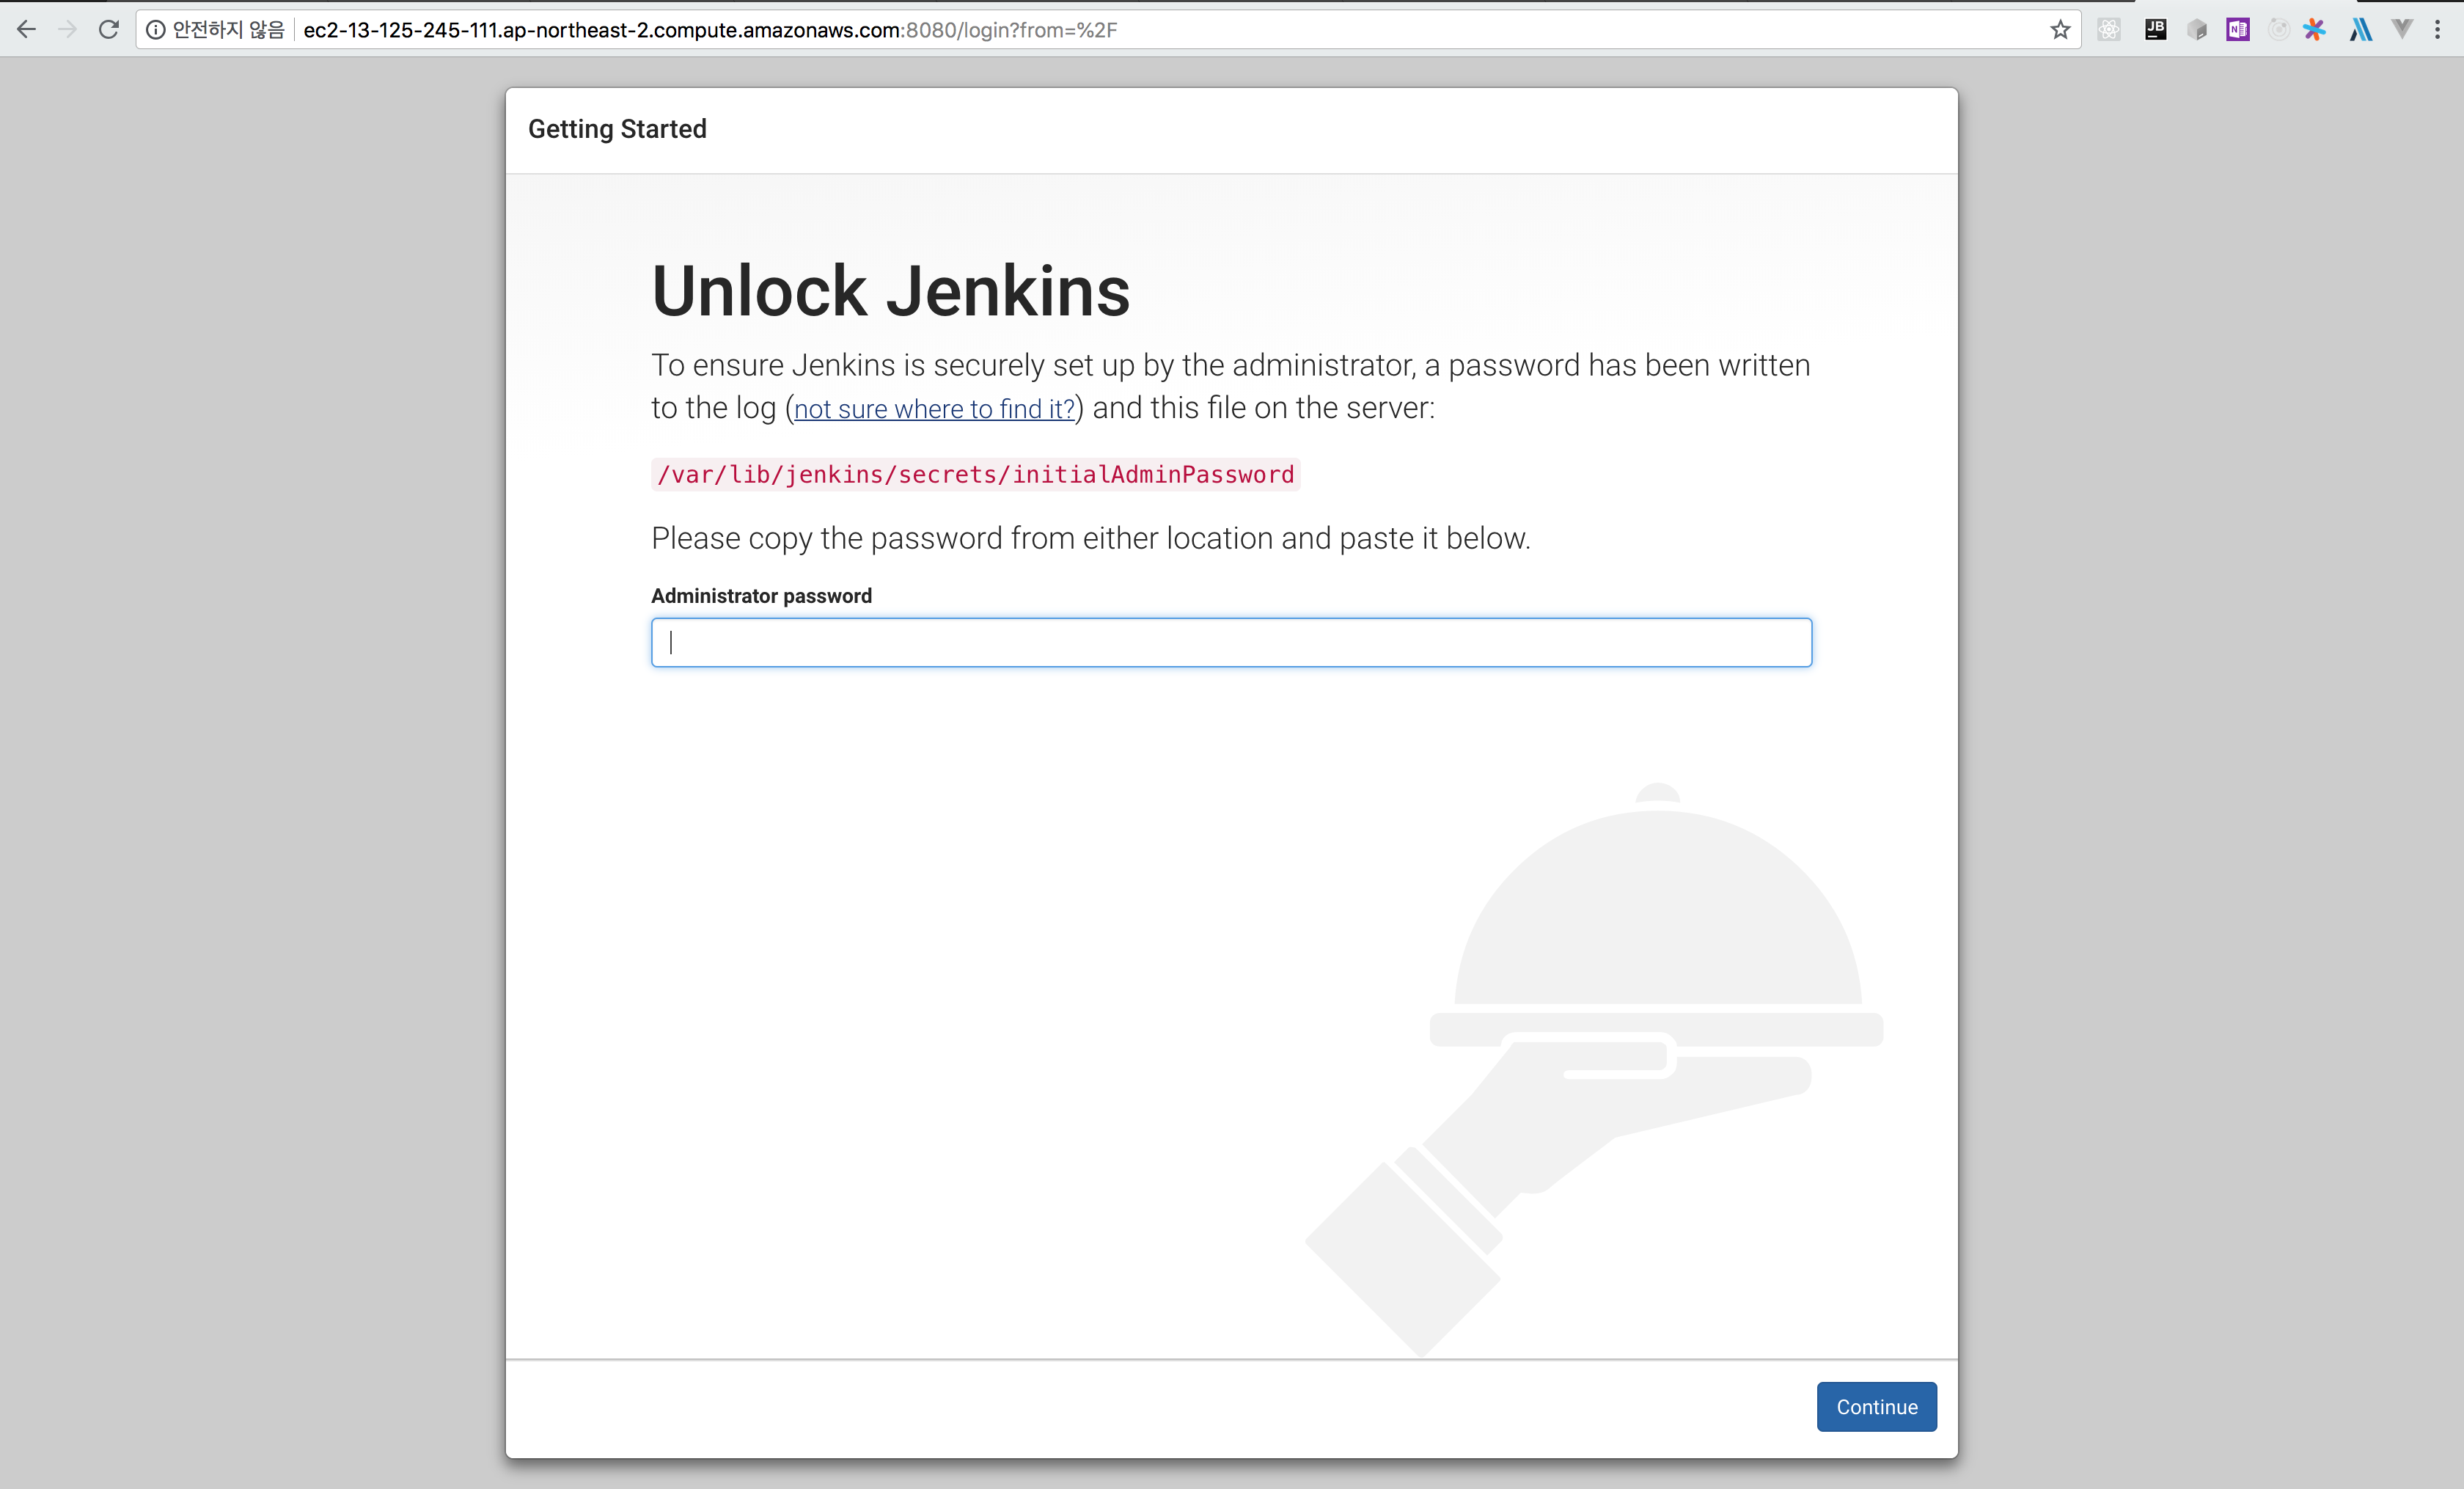 안전하지 않음 ec2-13-125-245-111.ap-northeast-2.compute.amazonaws.com:8080/login?from=%2F
JB
N
Getting Started
Unlock Jenkins
To ensure Jenkins is securely set up by the administrator, a password has been written
to the log (not sure where to find it?) and this file on the server:
/var/lib/jenkins/secrets/initialAdminPassword
Please copy the password from either location and paste it below.
Administrator password
Continue